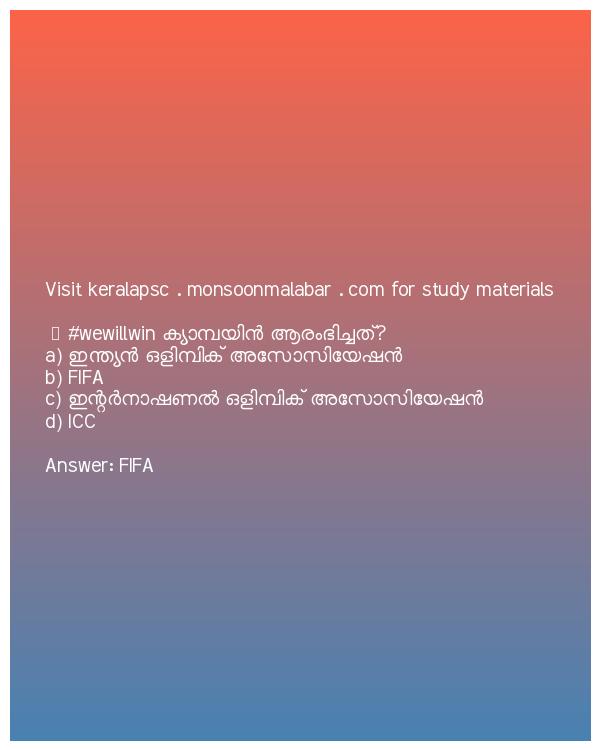 Visit keralapsc . monsoonmalabar . com for study materials
#wewillwin ക്യാമ്പയിൻ ആരംഭിച്ചത്?
a) ഇന്ത്യൻ ഒളിമ്പിക് അസോസിയേഷൻ
b) FIFA
c) ഇന്റർനാഷണൽ ഒളിമ്പിക് അസോസിയേഷൻ
d) ICC
Answer: FIFA